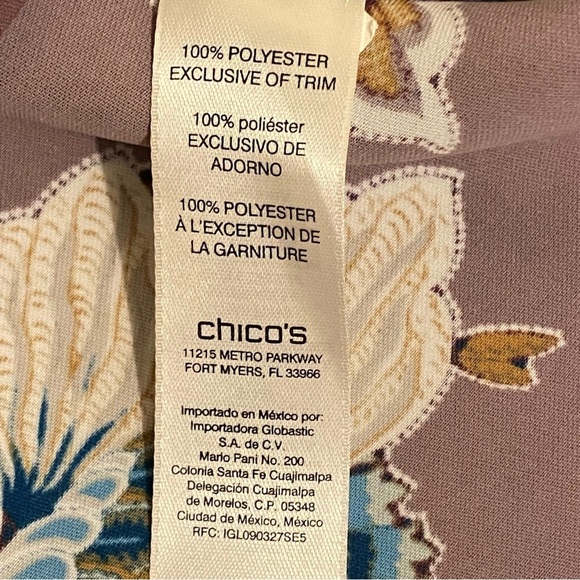 100% POLYESTER
EXCLUSIVE OF TRIM
100% poliéster
EXCLUSIVO DE
ADORNO
100% POLYESTER
À L'EXCEPTION DE
LA GARNITURE
chico's
11215 METRO PARKWAY
FORT MYERS, FL 33966
Importado en México por:
Importadora Globastic
S.A. de C.V.
Mario Pani No. 200
Colonia Santa Fe Cuajimalpa
Delegación Cuajimalpa
de Morelos, C.P. 05348
Ciudad de México, México
RFC: IGL090327SE5